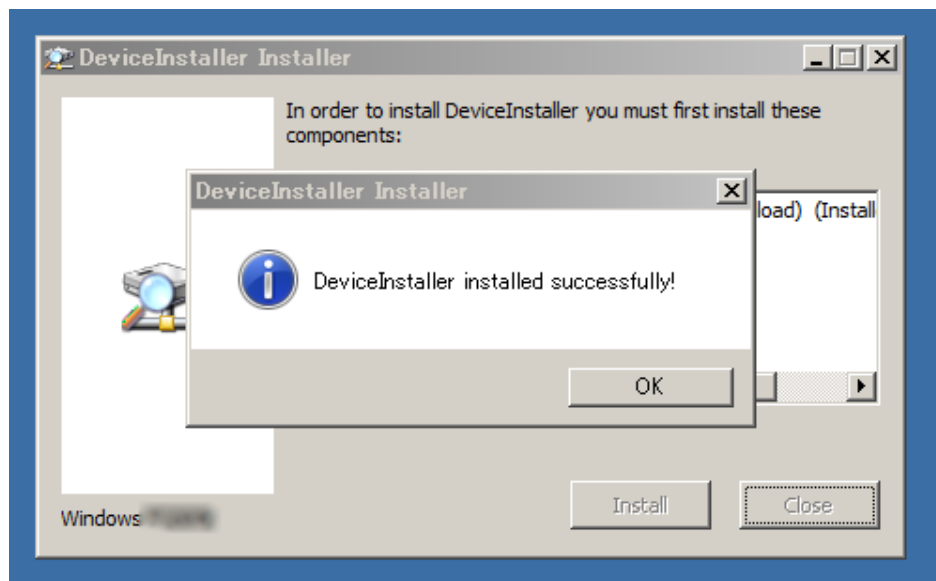 DeviceInstaller Installer
In order to install DeviceInstaller you must first install these
components:
DeviceInstaller Installer
load) (Install
DeviceInstaller installed successfully!
OK
Install
Close
Windows